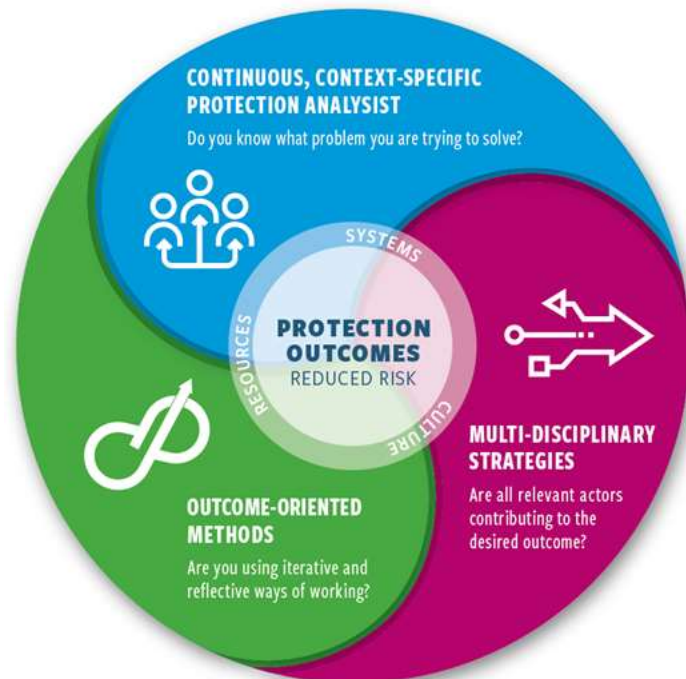 CONTINUOUS, CONTEXT-SPECIFIC
PROTECTION ANALYSIST
Do you know what problem you are trying to solve?
SYSTEMS
RESOURCES
CULTURE
PROTECTION
OUTCOMES
REDUCED RISK
MULTI-DISCIPLINARY
STRATEGIES
Are all relevant actors
contributing to the
desired outcome?
OUTCOME-ORIENTED
METHODS
Are you using iterative and
reflective ways of working?